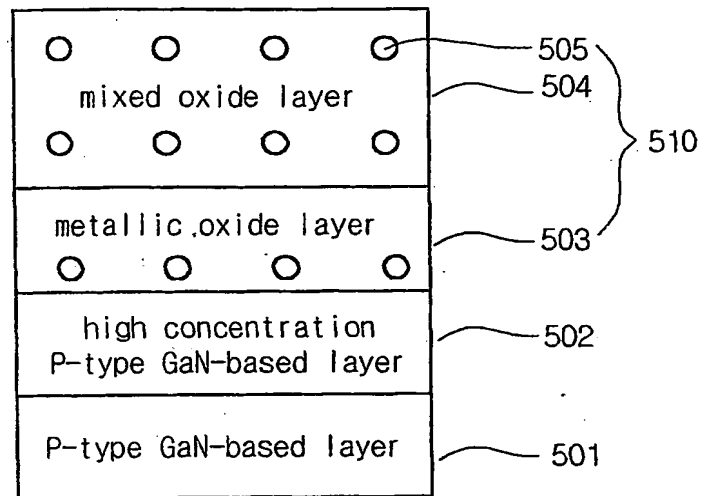 505
mixed oxide layer
504
510
metallic oxide layer
503
high concentration
P-type GaN-based layer
502
P-type GaN-based layer
501